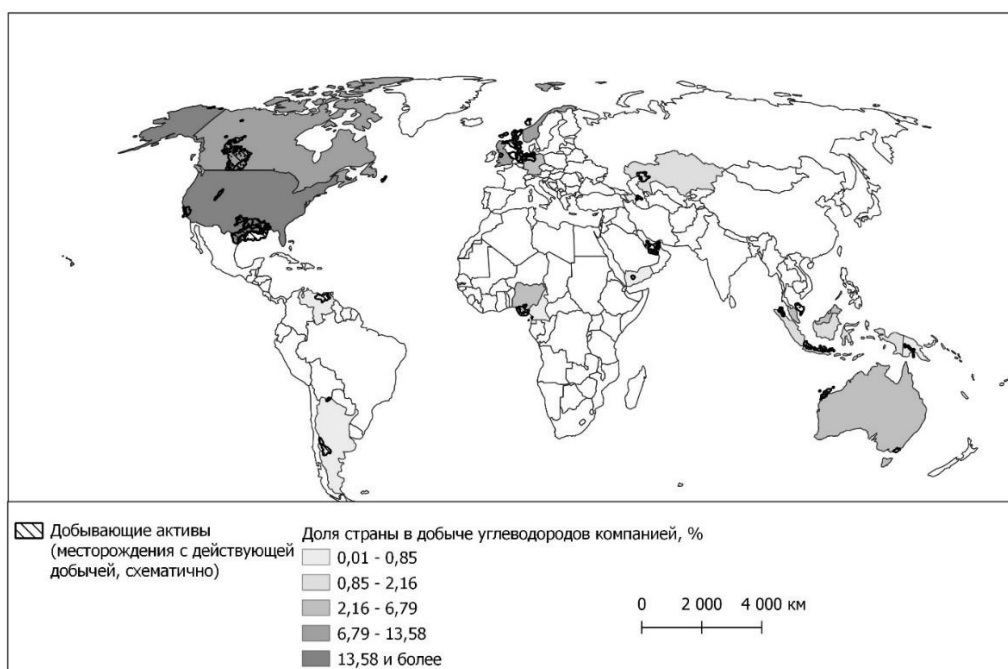 Добывающие активы
(месторождения с действующей
добычей, схематично)
Доля страны в добыче углеводородов компанией, %
0,01 - 0,85
0,85 - 2,16
2,16 - 6,79
6,79 - 13,58
13,58 и более
0 2 000 4 000 км